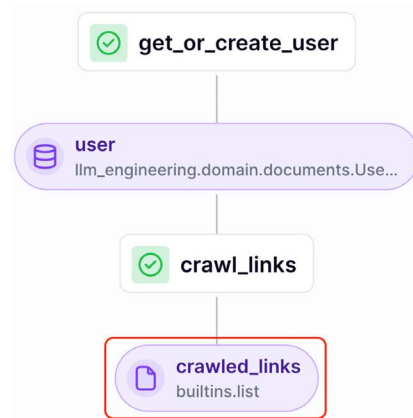 get_or_create_user
user
llm_engineering.domain.documents.Use...
crawl_links
crawled_links
builtins.list